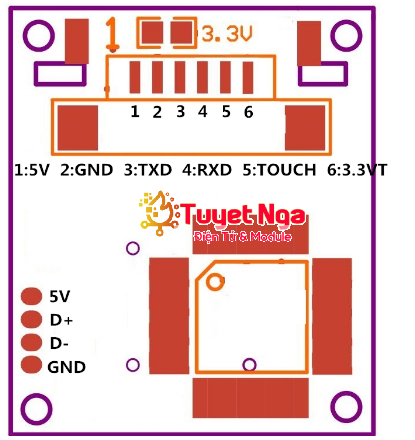 1 3.3V
1 2 3 4 5 6
1:5V 2:GND 3:TXD 4:RXD 5:TOUCH 6:3.3VT
Tuyet Nga
Điện Tử & Module
5V
D+
D-
GND